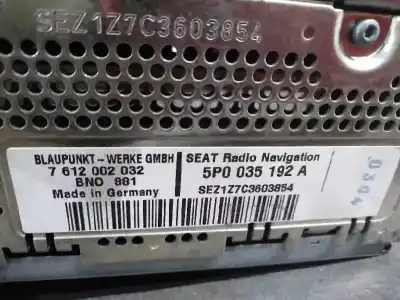 SEZ1Z7C3603854
BLAUPUNKT-WERKE GMBH
7 612 002 032
BNO 881
Made in Germany
SEAT Radio Navigation
5P0 035 192 A
SEZ1Z7C3603854
0304